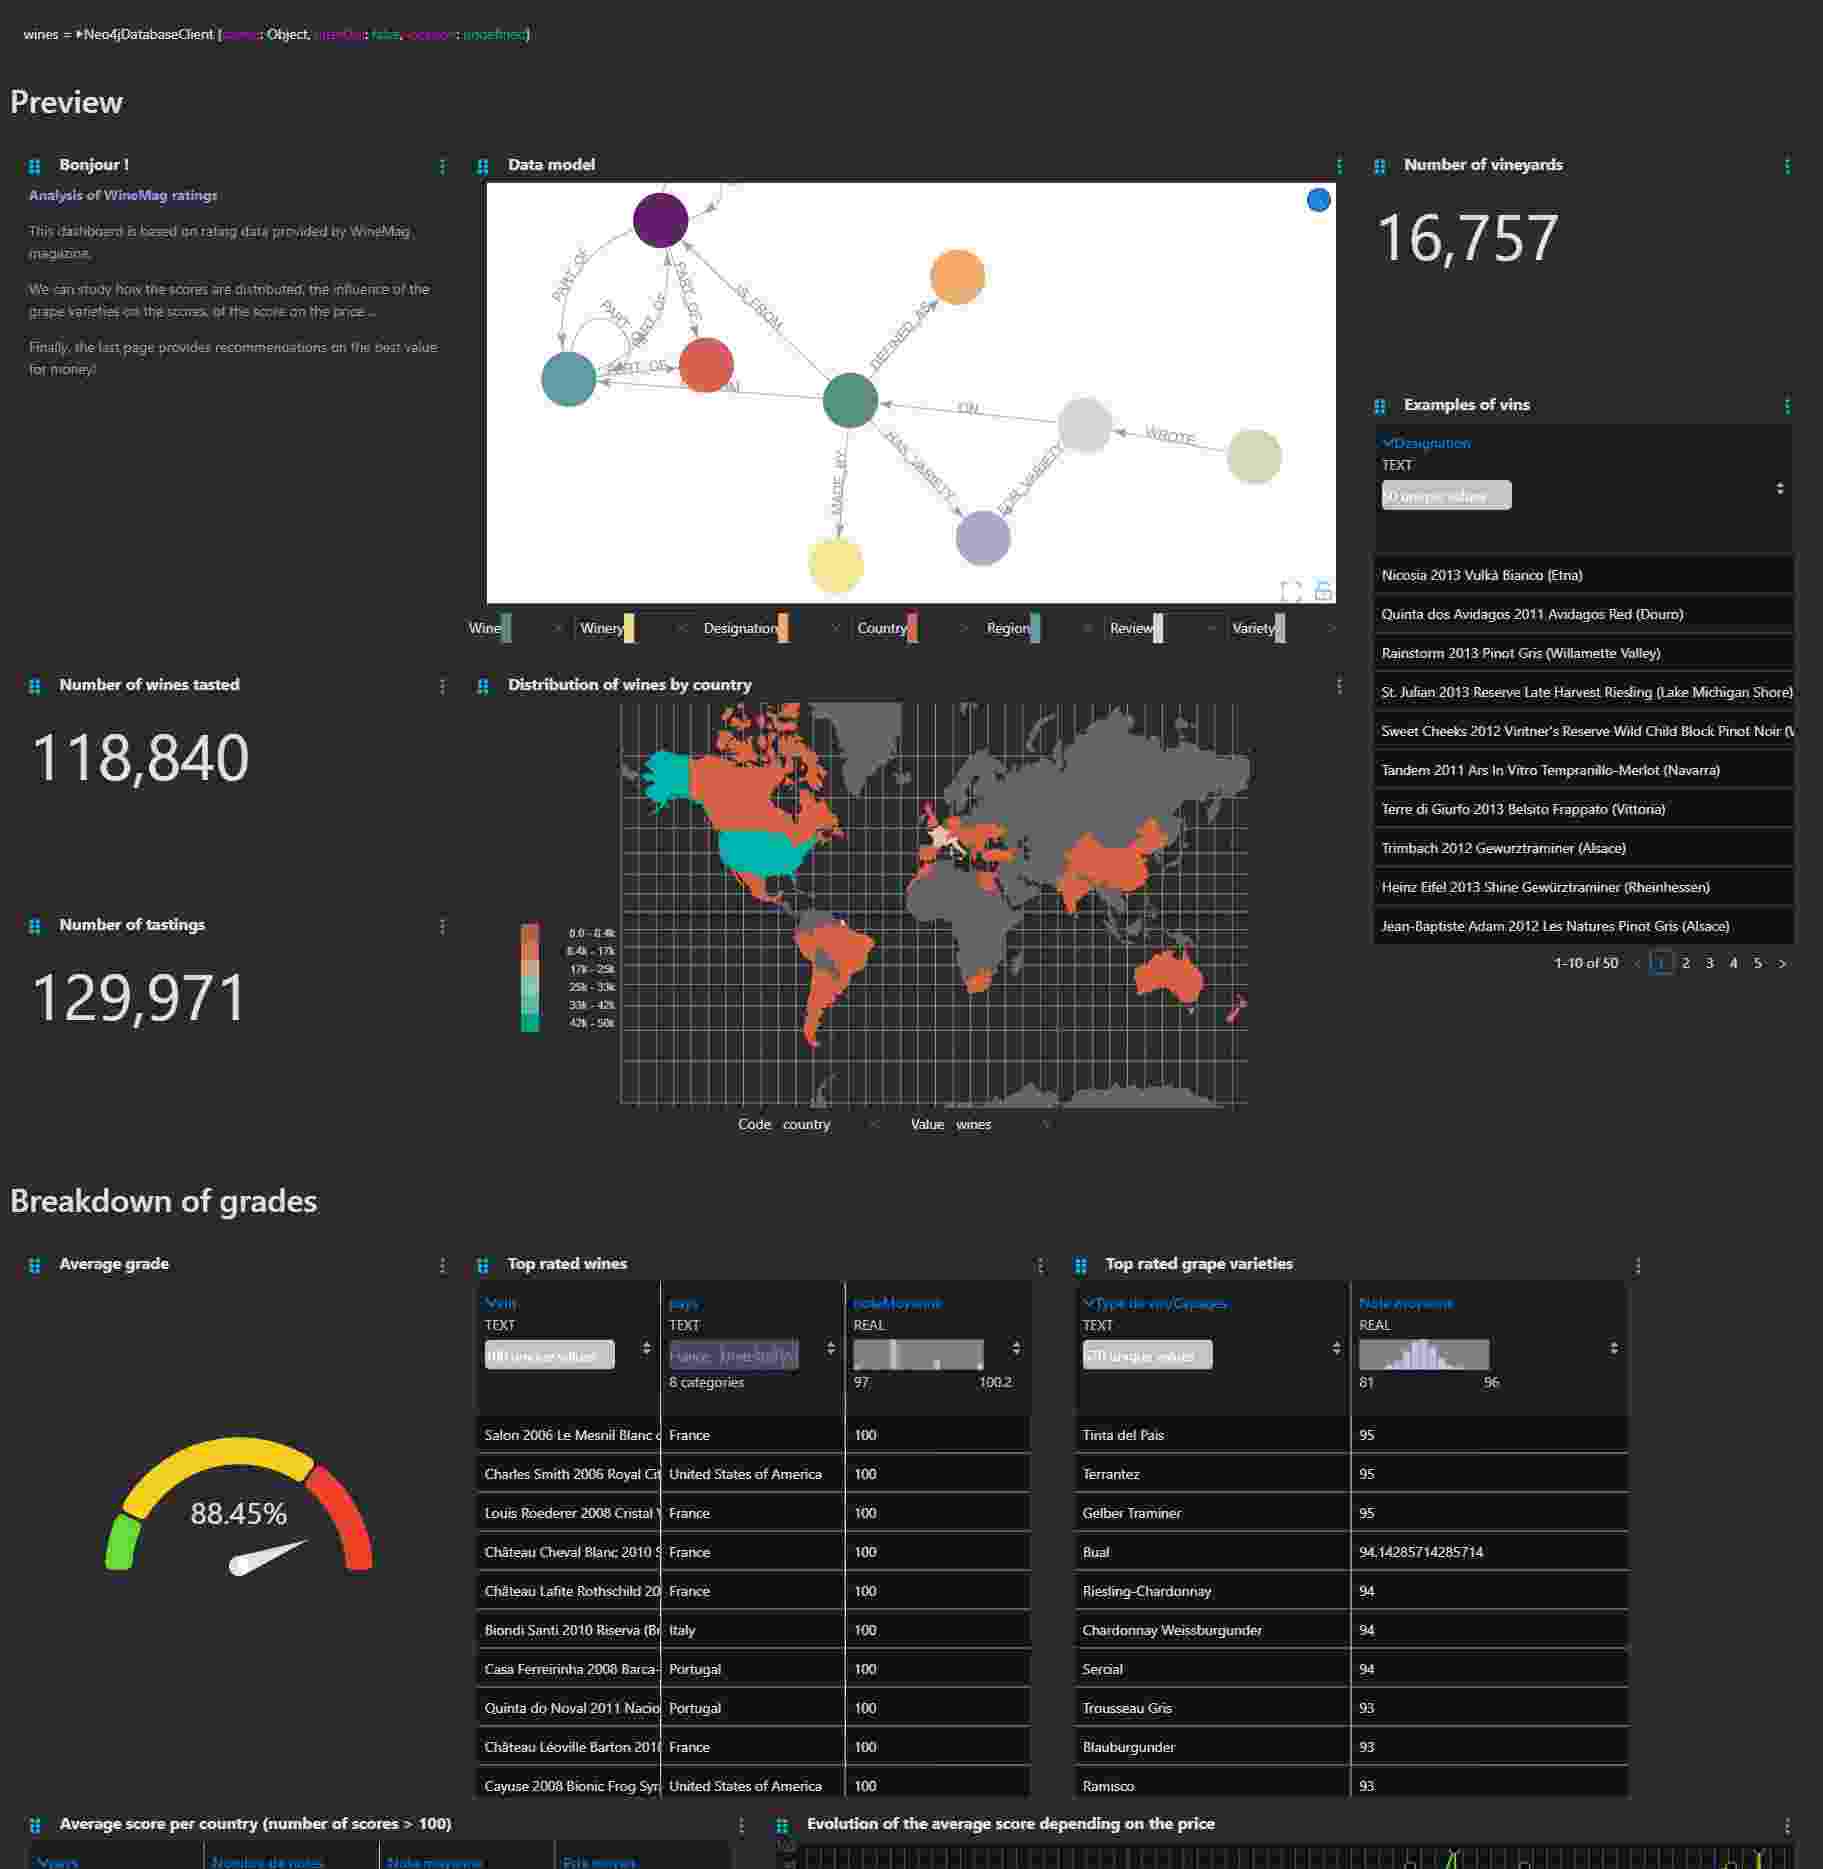 wines = Neo4jDatabaseClient { : Object, : false, : undefined}
Preview
Bonjour !
Analysis of WineMag ratings
This dashboard is based on rating data provided by WineMag
magazine.
We can study how the scores are distributed, the influence of the
grape varieties on the scores, of the score on the price ...
Finally, the last page provides recommendations on the best value
for money!
Data model
PART_OF
PART_OF
PART_OF
PART_OF
IS_FROM
DEFINED_AS
ON
WROTE
MADE_BY
HAS_VARIETY
FOR_VARIETY
Wine
Winery
Designation
Country
Region
Review
Variety
Number of vineyards
16,757
Examples of vins
Designation
TEXT
50 unique values
Nicosia 2013 Vulkà Bianco (Etna)
Quinta dos Avidagos 2011 Avidagos Red (Douro)
Rainstorm 2013 Pinot Gris (Willamette Valley)
St. Julian 2013 Reserve Late Harvest Riesling (Lake Michigan Shore)
Sweet Cheeks 2012 Vintner's Reserve Wild Child Block Pinot Noir (
Tandem 2011 Ars In Vitro Tempranillo-Merlot (Navarra)
Terre di Giurfo 2013 Belsito Frappato (Vittoria)
Trimbach 2012 Gewurztraminer (Alsace)
Heinz Eifel 2013 Shine Gewürztraminer (Rheinhessen)
Jean-Baptiste Adam 2012 Les Natures Pinot Gris (Alsace)
1-10 of 50 < 1 2 3 4 5 >
Number of wines tasted
118,840
Number of tastings
129,971
Distribution of wines by country
0.0 - 8.4k
8.4k - 17k
17k - 25k
25k - 33k
33k - 42k
42k - 50k
Code country
Value wines
Breakdown of grades
Average grade
88.45%
Top rated wines
vins pays noteMoyenne
TEXT TEXT REAL
100 unique values
8 categories 97 100.2
Salon 2006 Le Mesnil Blanc France 100
Charles Smith 2006 Royal Cit United States of America 100
Louis Roederer 2008 Cristal France 100
Château Cheval Blanc 2010 France 100
Château Lafite Rothschild 20 France 100
Biondi Santi 2010 Riserva (Br Italy 100
Casa Ferreirinha 2008 Barca- Portugal 100
Quinta do Noval 2011 Nacio Portugal 100
Château Léoville Barton 201 France 100
Cayuse 2008 Bionic Frog Syr United States of America 100
Top rated grape varieties
Type de vin/Cépages Note moyenne
TEXT REAL
unique values
81 96
Tinta del Pais 95
Terrantez 95
Gelber Traminer 95
Bual 94.14285714285714
Riesling-Chardonnay 94
Chardonnay Weissburgunder 94
Sercial 94
Trousseau Gris 93
Blauburgunder 93
Ramisco 93
Average score per country (number of scores > 100)
pays Nombre de notes Note moyenne Prix moyen
Evolution of the average score depending on the price